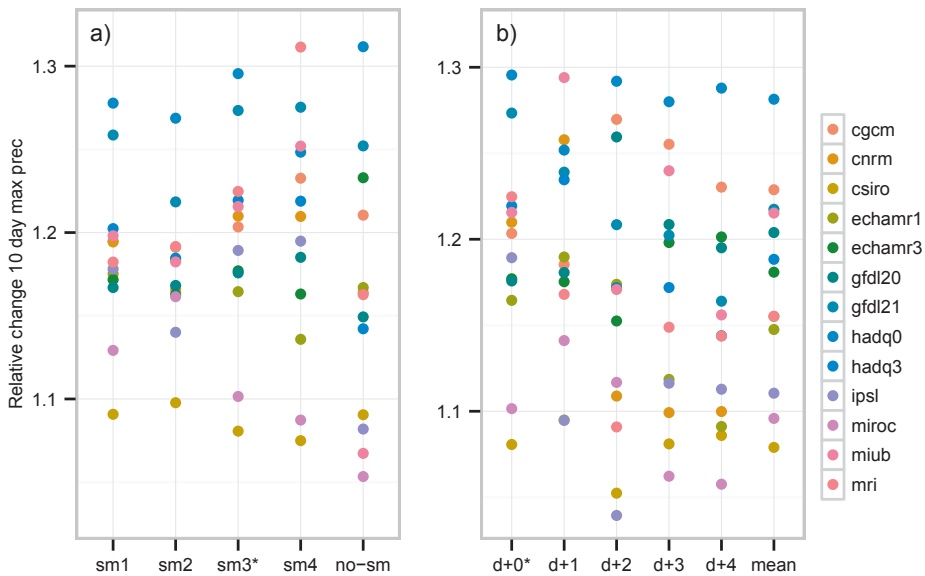 a)
b)
Relative change 10 day max prec
1.3
1.2
1.1
sm1 sm2 sm3* sm4 no-sm
1.3
1.2
1.1
d+0* d+1 d+2 d+3 d+4 mean
cgcm
cnrm
csiro
echamr1
echamr3
gfdl20
gfdl21
hadq0
hadq3
ipsl
miroc
miub
mri